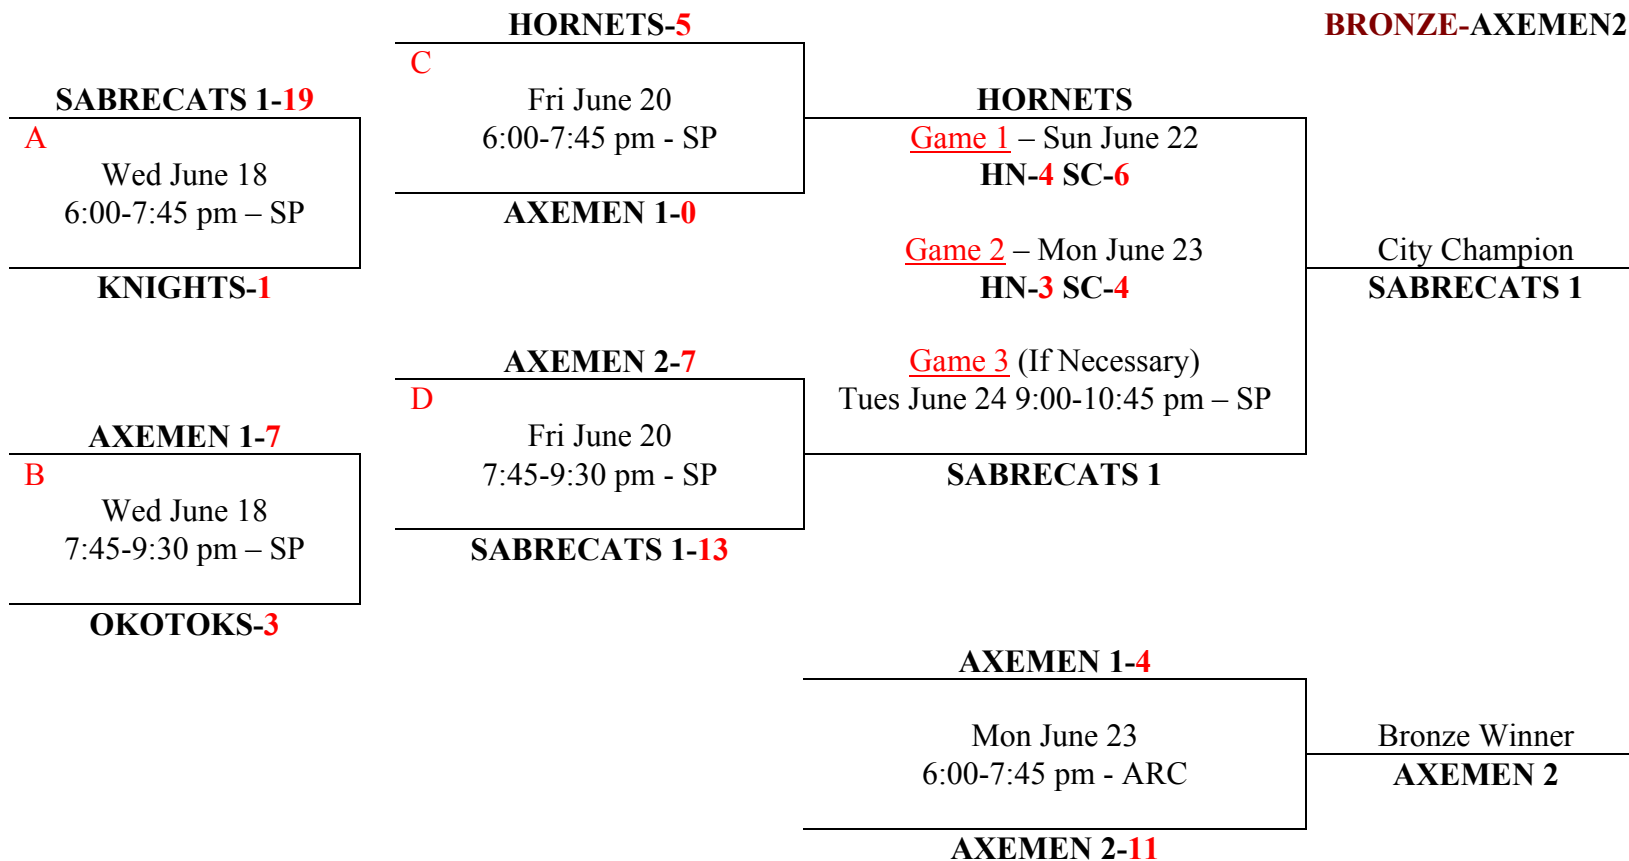 HORNETS-5
BRONZE-AXEMEN2
C
SABRECATS 1-19
Fri June 20
HORNETS
A
6:00-7:45 pm - SP
Game 1 – Sun June 22
Wed June 18
HN-4 SC-6
6:00-7:45 pm – SP
AXEMEN 1-0
Game 2 – Mon June 23
City Champion
KNIGHTS-1
HN-3 SC-4
SABRECATS 1
AXEMEN 2-7
Game 3 (If Necessary)
D
Tues June 24 9:00-10:45 pm – SP
AXEMEN 1-7
Fri June 20
B
7:45-9:30 pm - SP
SABRECATS 1
Wed June 18
7:45-9:30 pm – SP
SABRECATS 1-13
OKOTOKS-3
AXEMEN 1-4
Mon June 23
Bronze Winner
6:00-7:45 pm - ARC
AXEMEN 2
AXEMEN 2-11